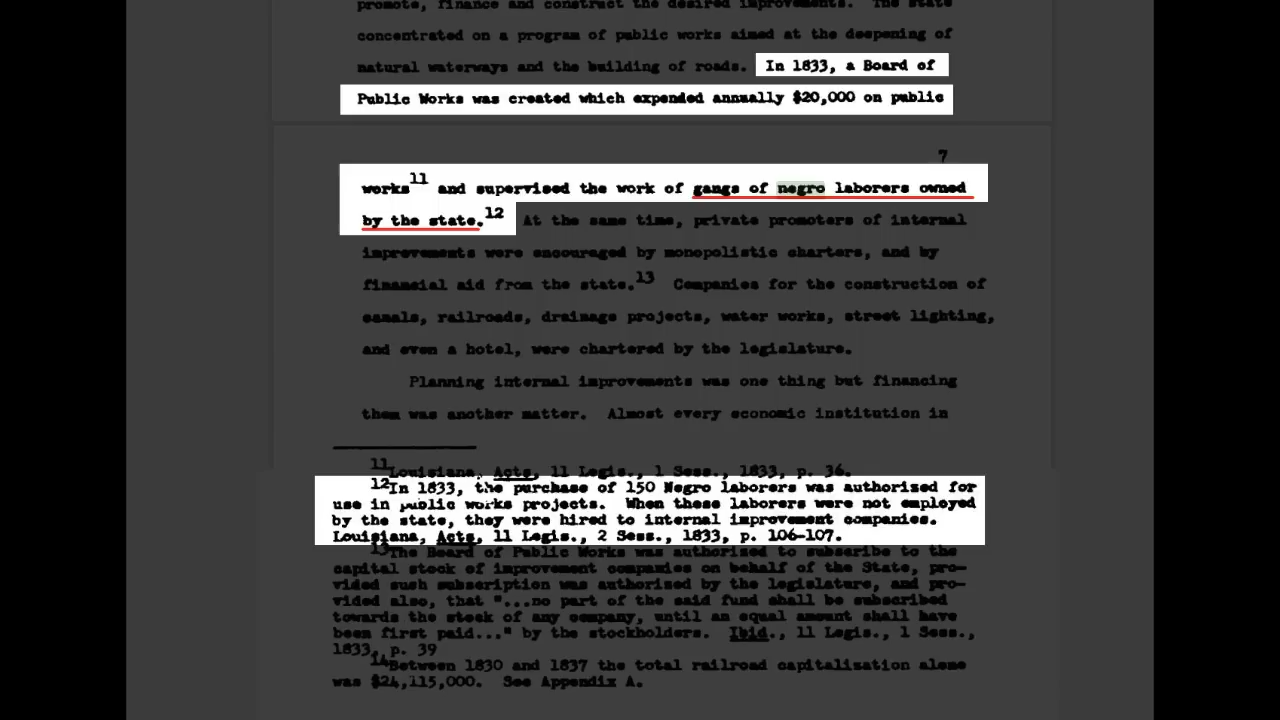 promote, finance and construct the desired improvements. The state
concentrated on a program of public works aimed at the deepening of
natural waterways and the building of roads. In 1833, a Board of
Public Works was created which expended annually $20,000 on public
7
works11 and supervised the work of gangs of negro laborers owned
by the state.12 At the same time, private promoters of internal
improvements were encouraged by monopolistic charters, and by
financial aid from the state.13 Companies for the construction of
canals, railroads, drainage projects, water works, street lighting,
and even a hotel, were chartered by the legislature.
Planning internal improvements was one thing but financing
them was another matter. Almost every economic institution in
11Louisiana, Acts, 11 Legis., 1 Sess., 1833, p. 36.
12In 1833, the purchase of 150 Negro laborers was authorized for
use in public works projects. When these laborers were not employed
by the state, they were hired to internal improvement companies.
Louisiana, Acts, 11 Legis., 2 Sess., 1833, p. 106-107.
13The Board of Public Works was authorized to subscribe to the
capital stock of improvement companies on behalf of the State, pro-
vided such subscription was authorized by the legislature, and pro-
vided also, that "...no part of the said fund shall be subscribed
towards the stock of any company, until an equal amount shall have
been first paid..." by the stockholders. Ibid., 11 Legis., 1 Sess.,
1833, p. 39
14Between 1830 and 1837 the total railroad capitalization alone
was $24,115,000. See Appendix A.